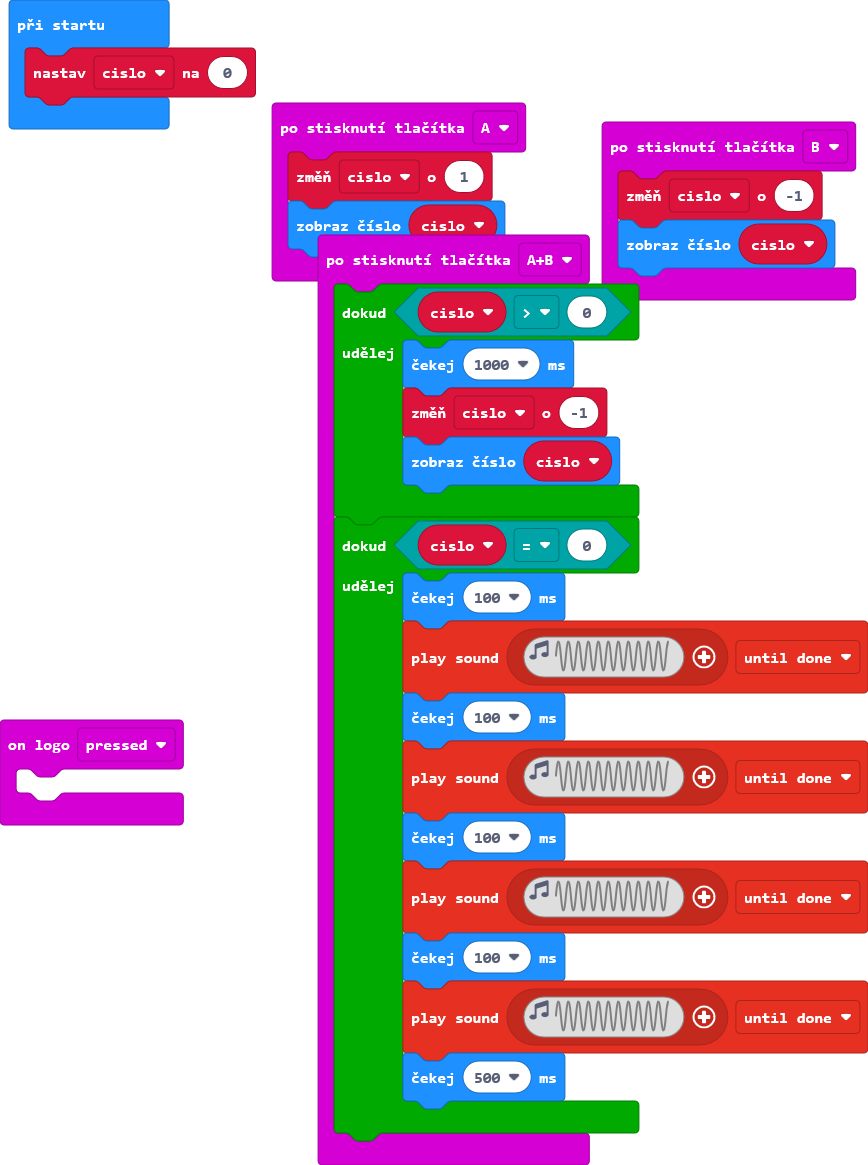 při startu
nastav cislo na 0
po stisknutí tlačítka A
změň cislo o 1
zobraz číslo cislo
po stisknutí tlačítka B
změň cislo o -1
zobraz číslo cislo
po stisknutí tlačítka A+B
dokud cislo > 0
udělej
čekej 1000 ms
změň cislo o -1
zobraz číslo cislo
dokud cislo = 0
udělej
čekej 100 ms
play sound until done
čekej 100 ms
play sound until done
čekej 100 ms
play sound until done
čekej 100 ms
play sound until done
čekej 500 ms
on logo pressed